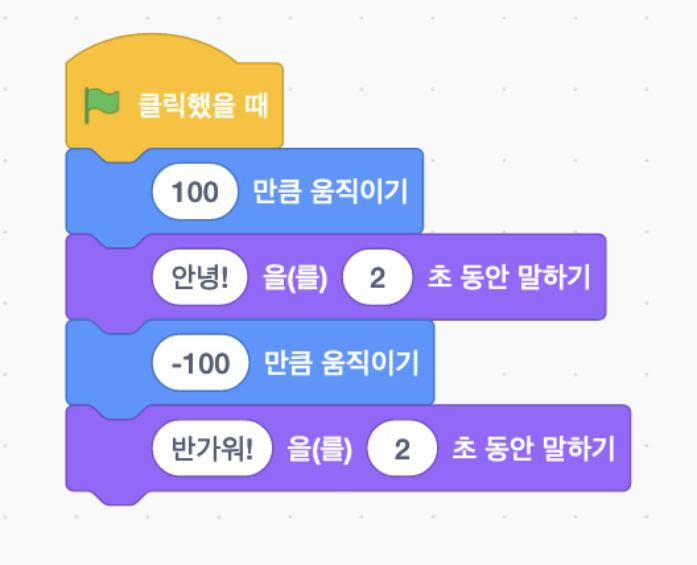 클릭했을 때
100 만큼 움직이기
안녕! 을(를) 2 초 동안 말하기
-100 만큼 움직이기
반가워! 을(를) 2 초 동안 말하기